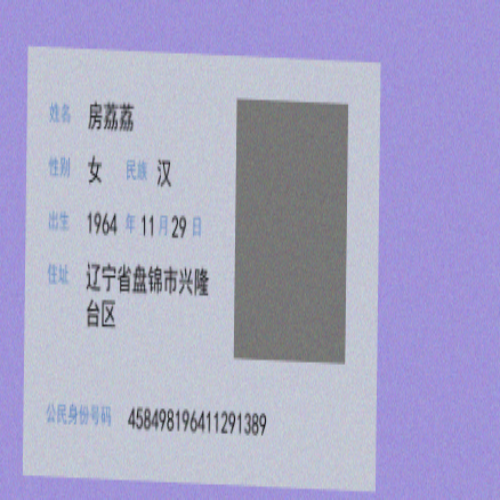 姓名 房荔荔
性别 女 民族 汉
出生 1964 年 11 月 29 日
住址 辽宁省盘锦市兴隆
台区
公民身份号码 458498196411291389